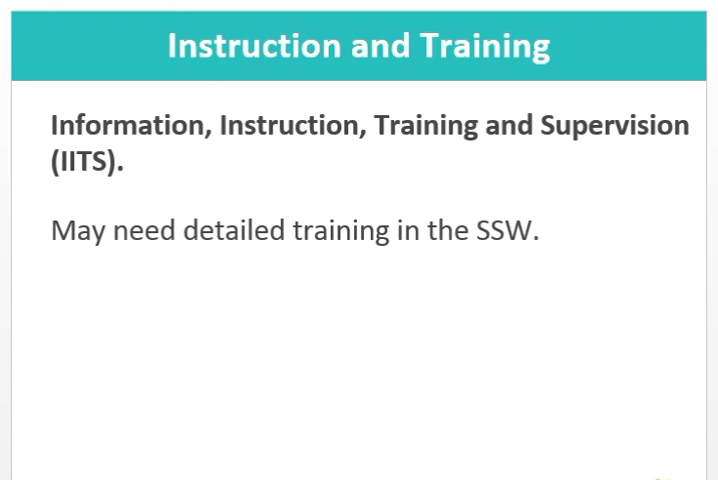 Instruction and Training
Information, Instruction, Training and Supervision
(IITS).
May need detailed training in the SSW.